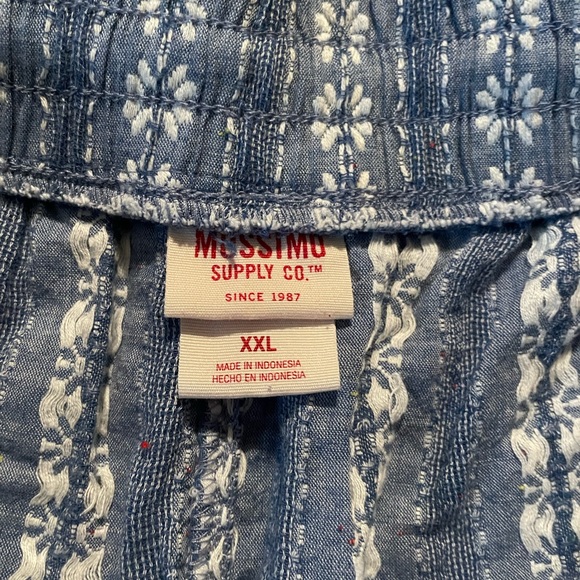 MOSSIMO
SUPPLY CO.™
SINCE 1987
XXL
MADE IN INDONESIA
HECHO EN INDONESIA